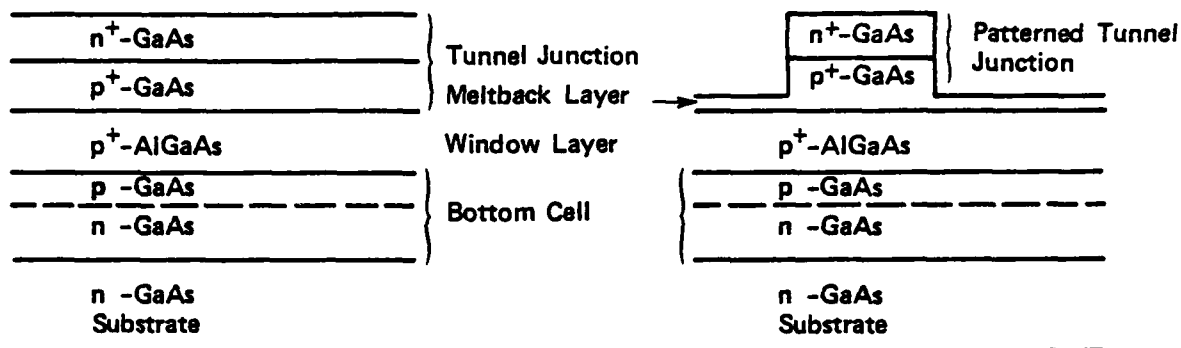 n+-GaAs
p+-GaAs
Tunnel Junction
Meltback Layer
p+-AlGaAs
Window Layer
p -GaAs
n -GaAs
Bottom Cell
n -GaAs
Substrate
n+-GaAs
p+-GaAs
Patterned Tunnel
Junction
p+-AlGaAs
p -GaAs
n -GaAs
n -GaAs
Substrate